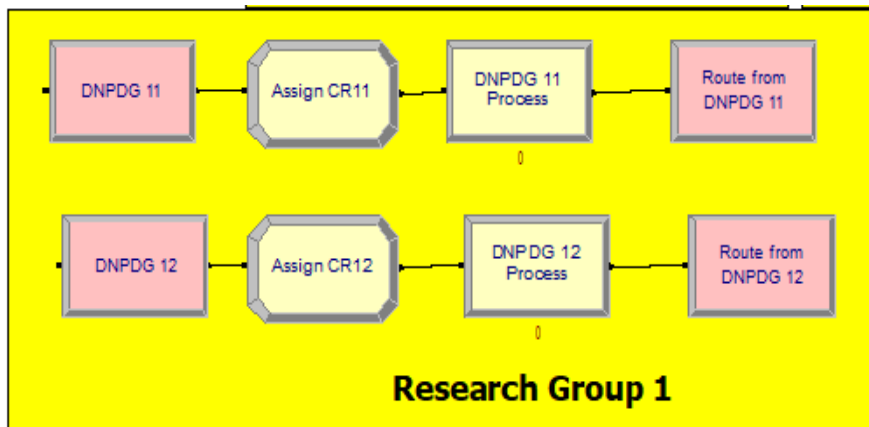 DNPDG 11
Assign CR11
DNPDG 11
Process
Route from
DNPDG 11
0
DNPDG 12
Assign CR12
DNPDG 12
Process
Route from
DNPDG 12
0
Research Group 1